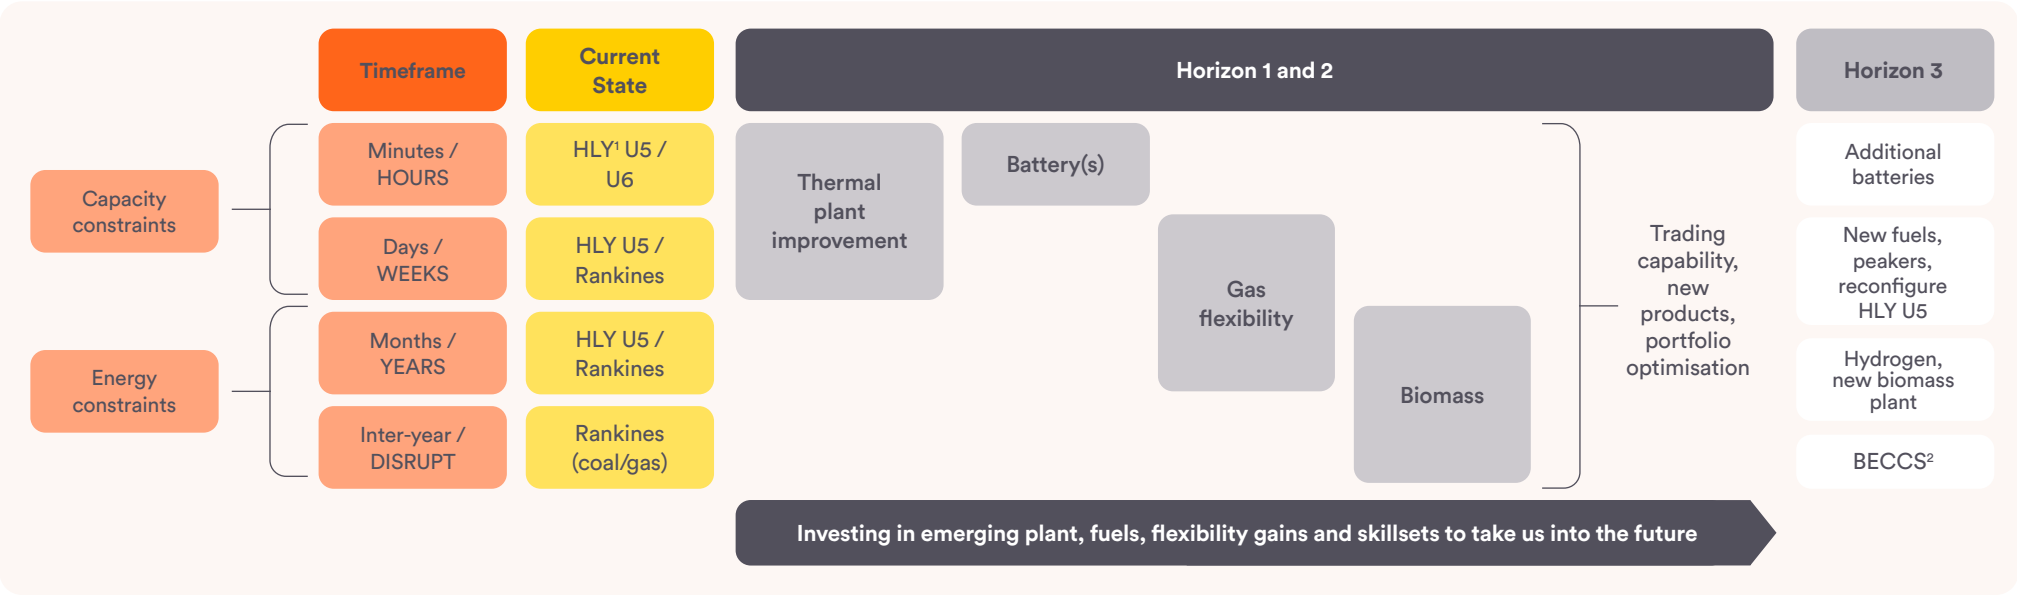 Timeframe
Current
State
Horizon 1 and 2
Horizon 3
Capacity
constraints
Energy
constraints
Minutes /
HOURS
Days /
WEEKS
Months /
YEARS
Inter-year /
DISRUPT
HLY¹ U5 /
U6
HLY U5 /
Rankines
HLY U5 /
Rankines
Rankines
(coal/gas)
Thermal
plant
improvement
Battery(s)
Gas
flexibility
Biomass
Trading
capability,
new
products,
portfolio
optimisation
Additional
batteries
New fuels,
peakers,
reconfigure
HLY U5
Hydrogen,
new biomass
plant
BECCS²
Investing in emerging plant, fuels, flexibility gains and skillsets to take us into the future